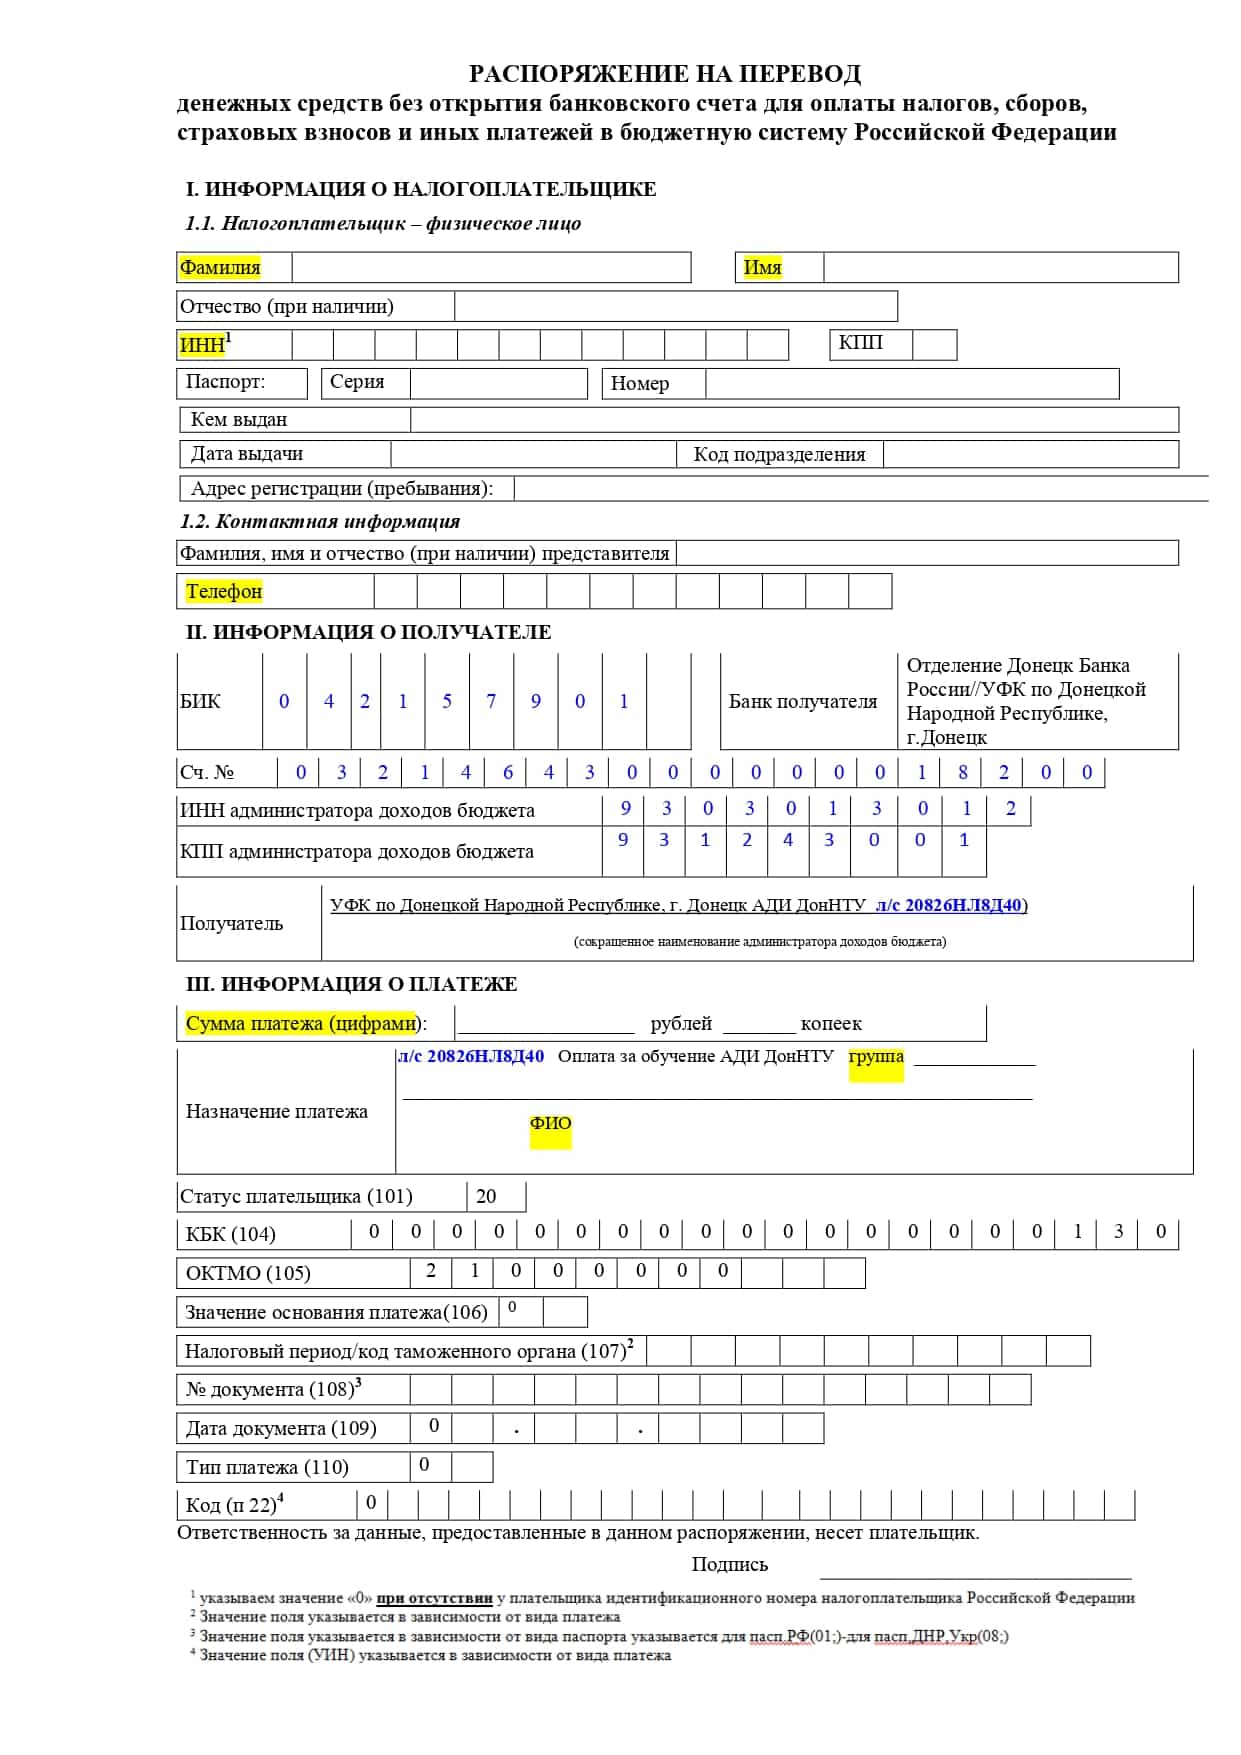 РАСПОРЯЖЕНИЕ НА ПЕРЕВОД
денежных средств без открытия банковского счета для оплаты налогов, сборов,
страховых взносов и иных платежей в бюджетную систему Российской Федерации
I. ИНФОРМАЦИЯ О НАЛОГОПЛАТЕЛЬЩИКЕ
1.1. Налогоплательщик – физическое лицо
Фамилия Имя
Отчество (при наличии)
ИНН1 КПП
Паспорт: Серия Номер
Кем выдан
Дата выдачи Код подразделения
Адрес регистрации (пребывания):
1.2. Контактная информация
Фамилия, имя и отчество (при наличии) представителя
Телефон
II. ИНФОРМАЦИЯ О ПОЛУЧАТЕЛЕ
БИК 0 4 2 1 5 7 9 0 1 Банк получателя
Отделение Донецк Банка
России//УФК по Донецкой
Народной Республике,
г.Донецк
Сч. № 0 3 2 1 4 6 4 3 0 0 0 0 0 0 0 1 8 2 0 0
ИНН администратора доходов бюджета 9 3 0 3 0 1 3 0 1 2
КПП администратора доходов бюджета 9 3 1 2 4 3 0 0 1
Получатель
УФК по Донецкой Народной Республике, г. Донецк АДИ ДонНТУ л/с 20826НЛ8Д40)
(сокращенное наименование администратора доходов бюджета)
III. ИНФОРМАЦИЯ О ПЛАТЕЖЕ
Сумма платежа (цифрами): _________________ рублей _______ копеек
л/с 20826НЛ8Д40 Оплата за обучение АДИ ДонНТУ группа _____________
Назначение платежа
ФИО
Статус плательщика (101) 20
КБК (104) 0 0 0 0 0 0 0 0 0 0 0 0 0 0 0 0 0 1 3 0
ОКТМО (105) 2 1 0 0 0 0 0 0
Значение основания платежа(106) 0
Налоговый период/код таможенного органа (107)2
№ документа (108)3
Дата документа (109) 0 . .
Тип платежа (110) 0
Код (п 22)4 0
Ответственность за данные, предоставленные в данном распоряжении, несет плательщик.
Подпись
1 указываем значение «0» при отсутствии у плательщика идентификационного номера налогоплательщика Российской Федерации
2 Значение поля указывается в зависимости от вида платежа
3 Значение поля указывается в зависимости от вида паспорта указывается для пасп.РФ(01;)-для пасп.ДНР,Укр(08;)
4 Значение поля (УИН) указывается в зависимости от вида платежа